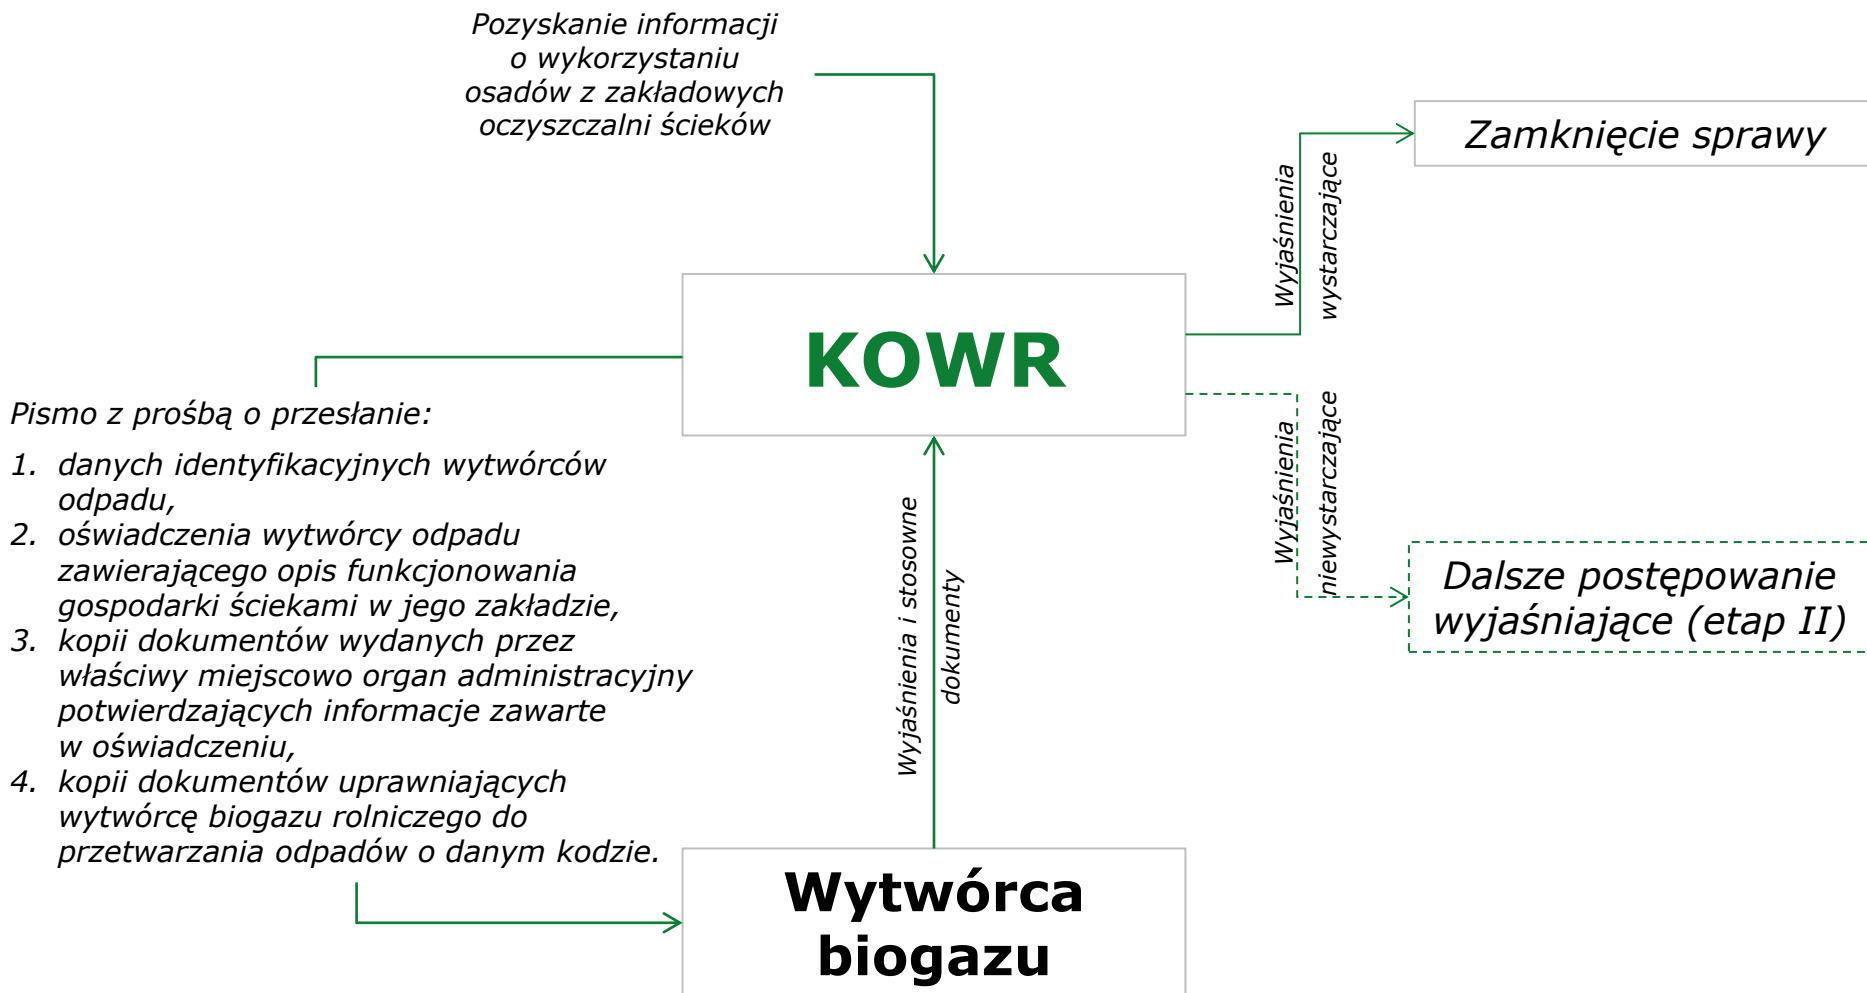 Pozyskanie informacji
o wykorzystaniu
osadów z zakładowych
oczyszczalni ścieków
Zamknięcie sprawy
Wyjaśnienia
wystarczające
KOWR
Wyjaśnienia
niewystarczające
Pismo z prośbą o przesłanie:
1. danych identyfikacyjnych wytwórców
odpadu,
2. oświadczenia wytwórcy odpadu
zawierającego opis funkcjonowania
gospodarki ściekami w jego zakładzie,
3. kopii dokumentów wydanych przez
właściwy miejscowo organ administracyjny
potwierdzających informacje zawarte
w oświadczeniu,
4. kopii dokumentów uprawniających
wytwórcę biogazu rolniczego do
przetwarzania odpadów o danym kodzie.
Wyjaśnienia i stosowne
dokumenty
Dalsze postępowanie
wyjaśniające (etap II)
Wytwórca
biogazu